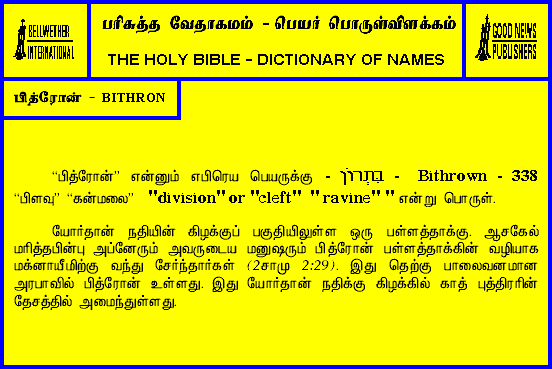 BELLWETHER
INTERNATIONAL
பரிசுத்த வேதாகமம் - பெயர் பொருள்விளக்கம்
THE HOLY BIBLE - DICTIONARY OF NAMES
GOOD NEWS
PUBLISHERS
பித்ரோன் - BITHRON
“பித்ரோன்” என்னும் எபிரெய பெயருக்கு - בִּתְרוֹן - Bithrown - 338
“பிளவு” “கன்மலை” "division" or "cleft" "ravine" " என்று பொருள்.
யோர்தான் நதியின் கிழக்குப் பகுதியிலுள்ள ஒரு பள்ளத்தாக்கு. ஆசகேல்
மரித்தபின்பு அப்னேரும் அவருடைய மனுஷரும் பித்ரோன் பள்ளத்தாக்கின் வழியாக
மக்னாயீமிற்கு வந்து சேர்ந்தார்கள் (2சாமு 2:29). இது தெற்கு பாலைவனமான
அரபாவில் பித்ரோன் உள்ளது. இது யோர்தான் நதிக்கு கிழக்கில் காத் புத்திரரின்
தேசத்தில் அமைந்துள்ளது.